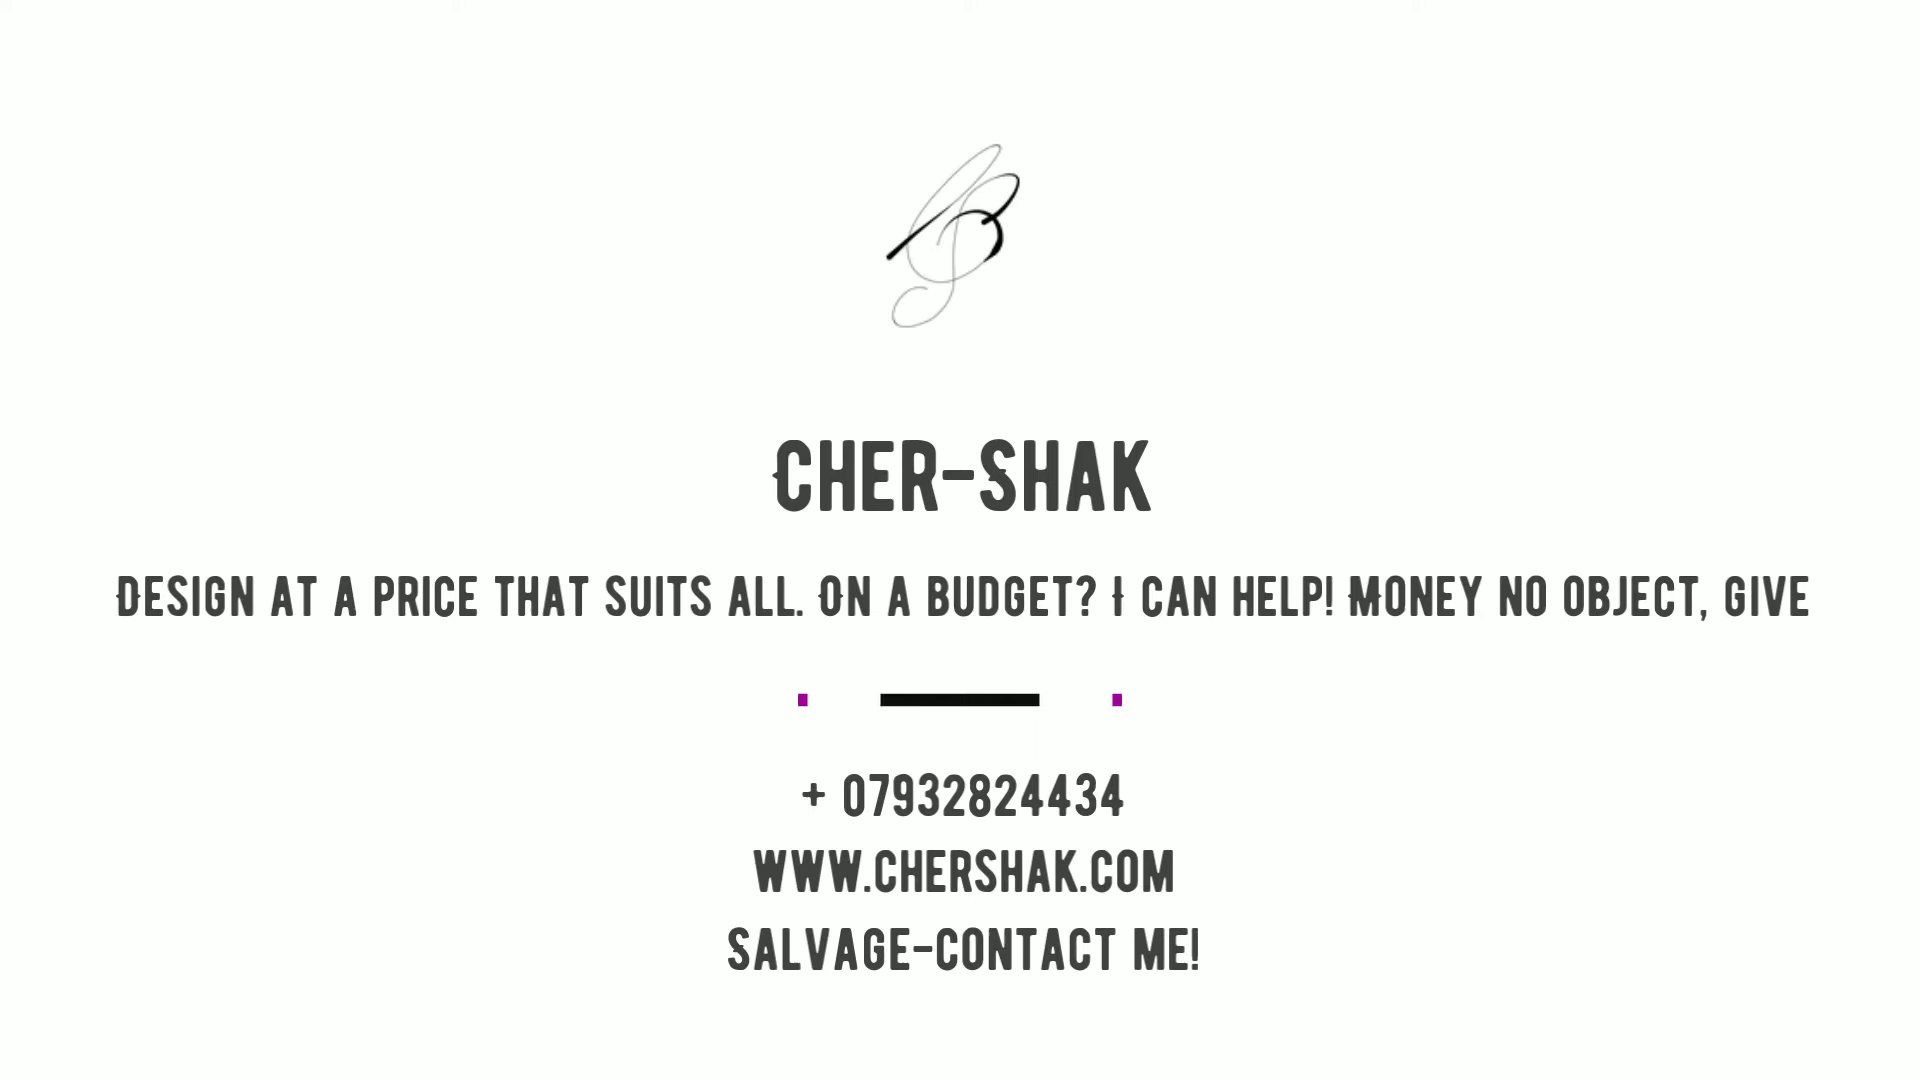 Cher-Shak
Design at a price that suits all. On a budget? I can help! Money no object, give
+ 07932824434
www.chershak.com
Salvage-contact me!